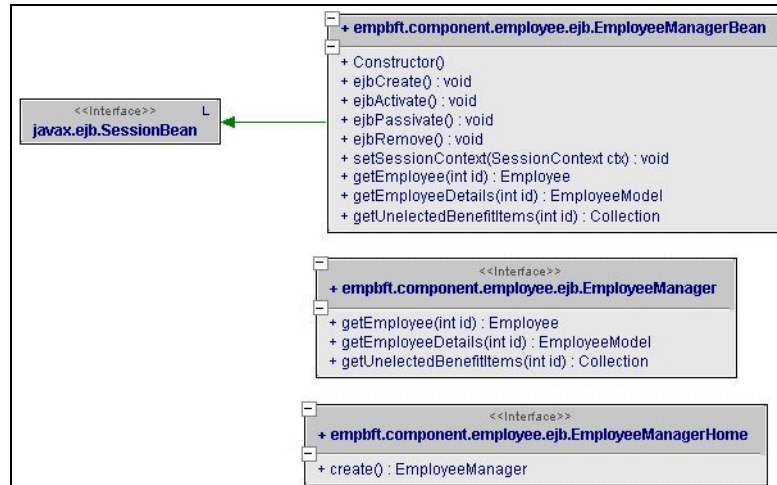 + empbft.component.employee.ejb.EmployeeManagerBean
+ Constructor()
+ ejbCreate() : void
+ ejbActivate() : void
+ ejbPassivate() : void
+ ejbRemove() : void
+ setSessionContext(SessionContext ctx) : void
+ getEmployee(int id) : Employee
+ getEmployeeDetails(int id) : EmployeeModel
+ getUnelectedBenefitItems(int id) : Collection
<<Interface>> L
javax.ejb.SessionBean
<<Interface>>
+ empbft.component.employee.ejb.EmployeeManager
+ getEmployee(int id) : Employee
+ getEmployeeDetails(int id) : EmployeeModel
+ getUnelectedBenefitItems(int id) : Collection
<<Interface>>
+ empbft.component.employee.ejb.EmployeeManagerHome
+ create() : EmployeeManager